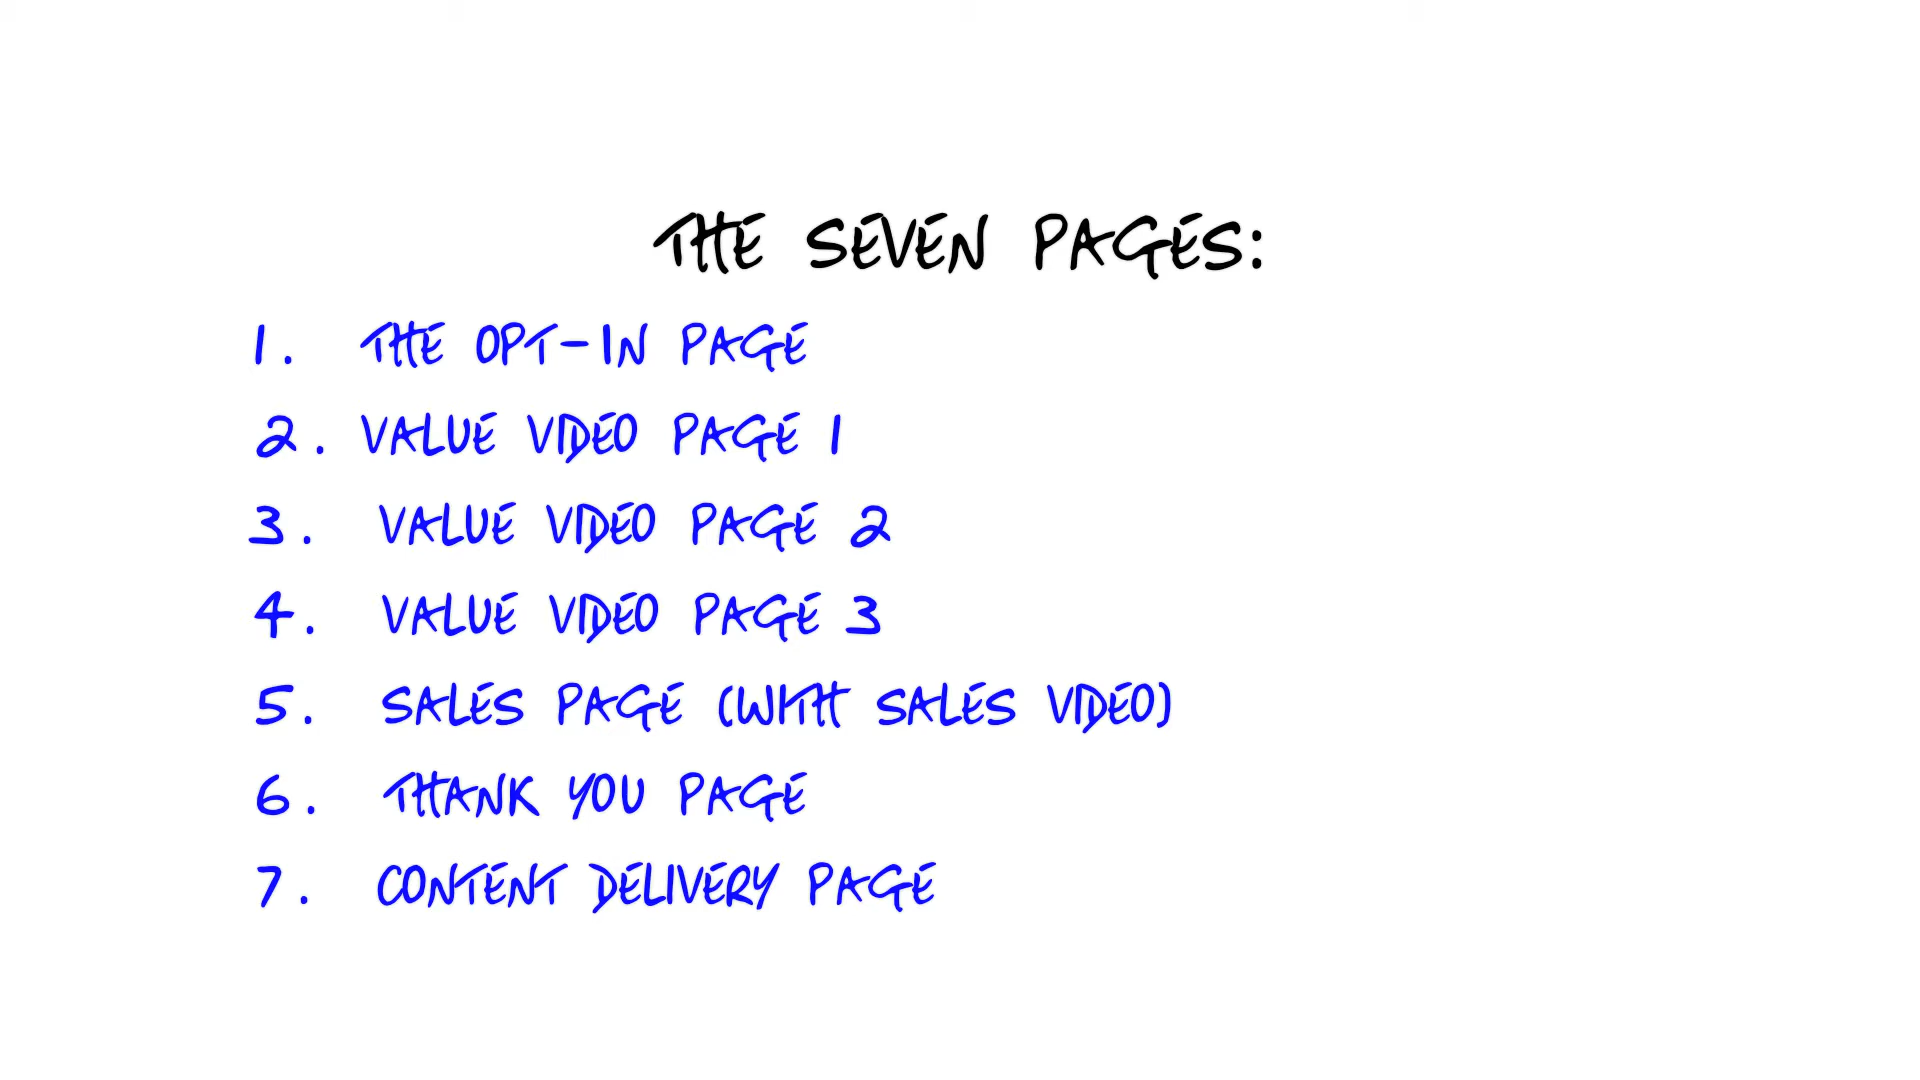 THE SEVEN PAGES:
1. THE OPT-IN PAGE
2. VALUE VIDEO PAGE 1
3. VALUE VIDEO PAGE 2
4. VALUE VIDEO PAGE 3
5. SALES PAGE (WITH SALES VIDEO)
6. THANK YOU PAGE
7. CONTENT DELIVERY PAGE